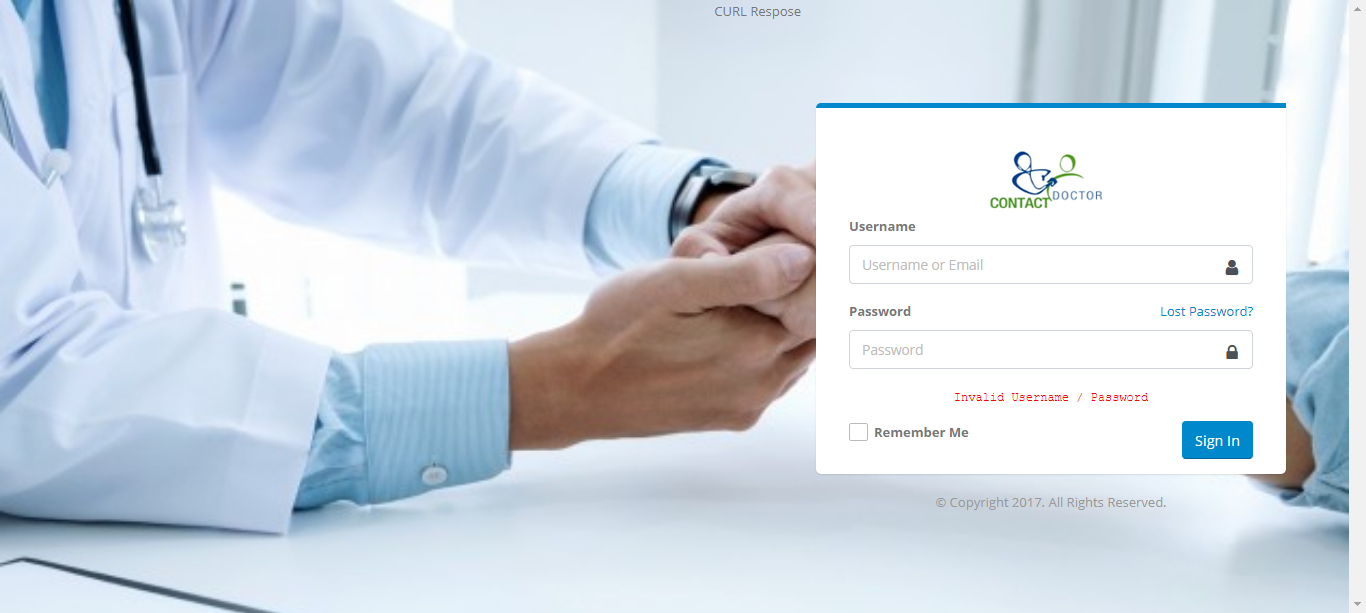 CURL Respose
CONTACT DOCTOR
Username
Username or Email
Password
Lost Password?
Password
Invalid Username / Password
Remember Me
Sign In
© Copyright 2017. All Rights Reserved.